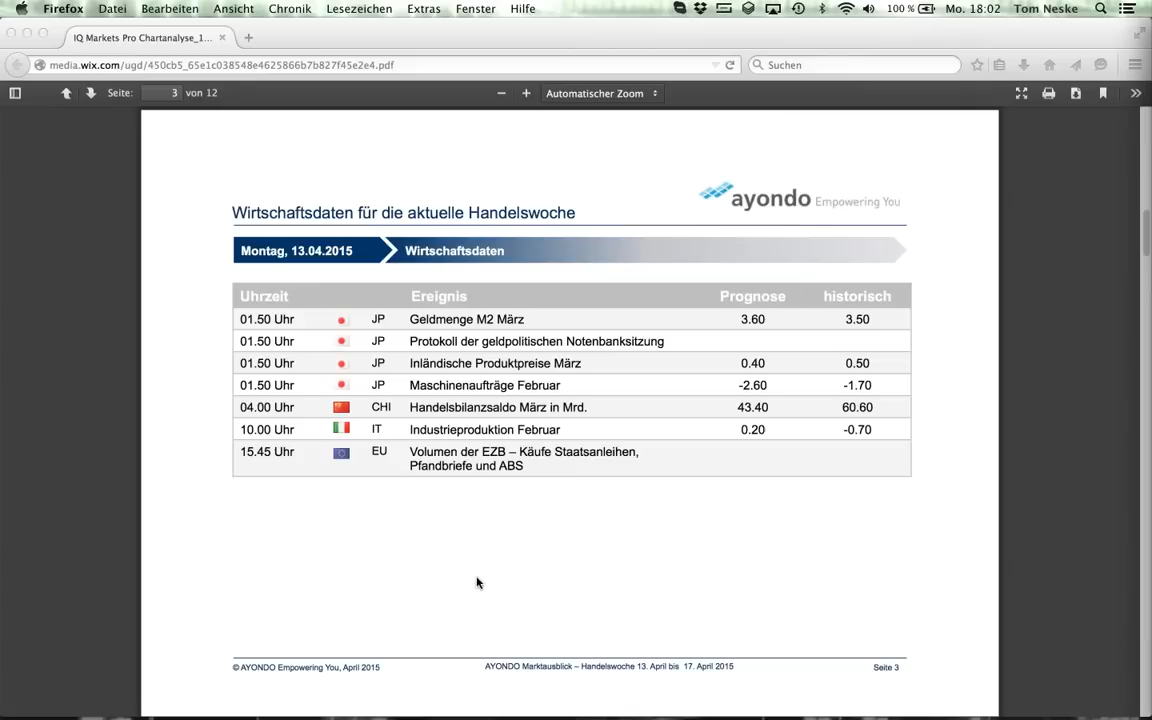 Firefox Datei Bearbeiten Ansicht Chronik Lesezeichen Extras Fenster Hilfe 100 % Mo. 18:02 Tom Neske
IQ Markets Pro Chartanalyse_1...
media.wix.com/ugd/450cb5_65e1c038548e4625866b7b827f45e2e4.pdf Suchen
Seite: 3 von 12 Automatischer Zoom
ayondo Empowering You
Wirtschaftsdaten für die aktuelle Handelswoche
Montag, 13.04.2015 Wirtschaftsdaten
Uhrzeit Ereignis Prognose historisch
01.50 Uhr JP Geldmenge M2 März 3.60 3.50
01.50 Uhr JP Protokoll der geldpolitischen Notenbanksitzung
01.50 Uhr JP Inländische Produktpreise März 0.40 0.50
01.50 Uhr JP Maschinenaufträge Februar -2.60 -1.70
04.00 Uhr CHI Handelsbilanzsaldo März in Mrd. 43.40 60.60
10.00 Uhr IT Industrieproduktion Februar 0.20 -0.70
15.45 Uhr EU Volumen der EZB – Käufe Staatsanleihen,
Pfandbriefe und ABS
© AYONDO Empowering You, April 2015 AYONDO Marktausblick – Handelswoche 13. April bis 17. April 2015 Seite 3